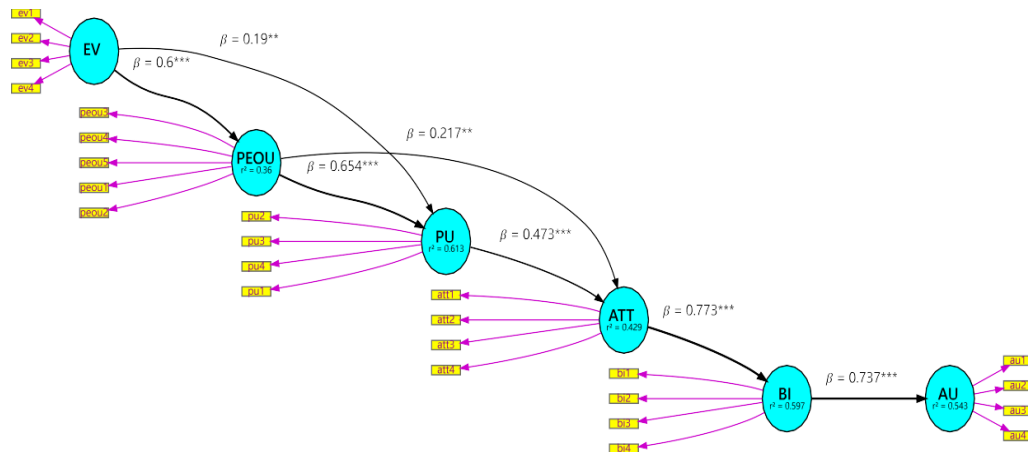 ev1
ev2
ev3
ev4
EV
β = 0.19**
β = 0.6***
peou3
peou4
peou5
peou1
peou2
PEOU
r² = 0.36
β = 0.217**
β = 0.654***
pu2
pu3
pu4
pu1
PU
r² = 0.613
β = 0.473***
att1
att2
att3
att4
ATT
r² = 0.429
β = 0.773***
bi1
bi2
bi3
bi4
BI
r² = 0.597
β = 0.737***
AU
r² = 0.543
au1
au2
au3
au4